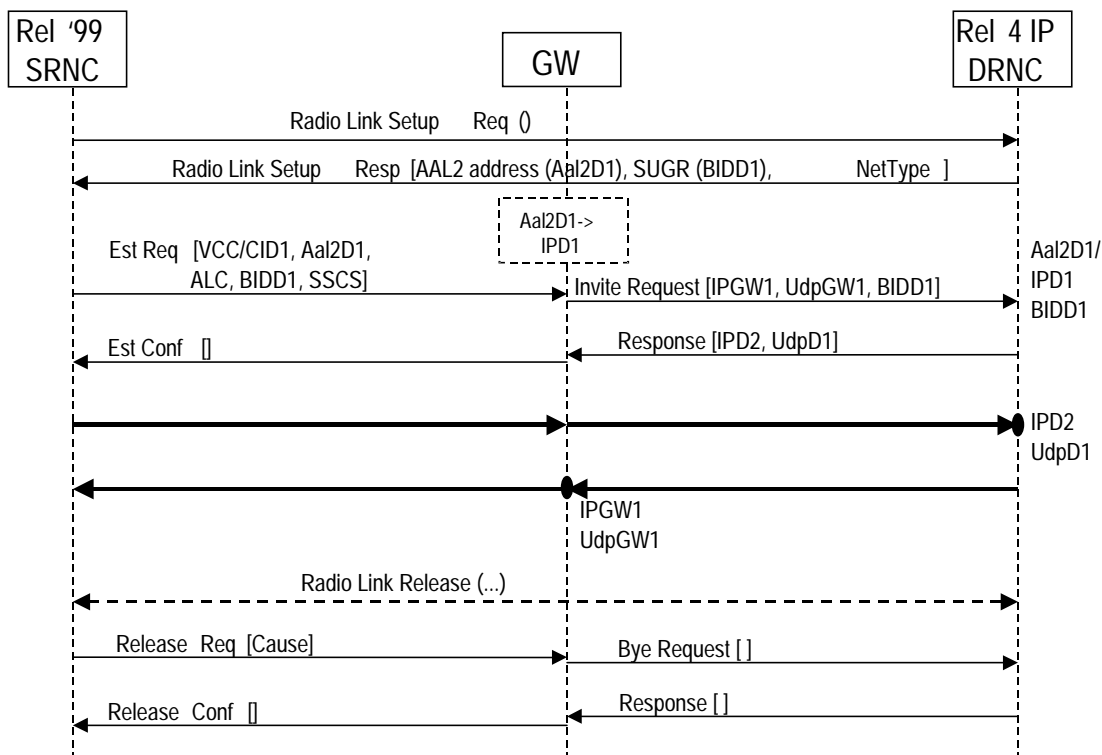 Rel '99
SRNC
GW
Rel 4 IP
DRNC
Radio Link Setup Req ()
Radio Link Setup Resp [AAL2 address (Aal2D1), SUGR (BIDD1), NetType ]
Aal2D1->
IPD1
Est Req [VCC/CID1, Aal2D1,
ALC, BIDD1, SSCS]
Invite Request [IPGW1, UdpGW1, BIDD1]
Aal2D1/
IPD1
BIDD1
Est Conf []
Response [IPD2, UdpD1]
IPD2
UdpD1
IPGW1
UdpGW1
Radio Link Release (...)
Release Req [Cause]
Bye Request [ ]
Release Conf []
Response [ ]